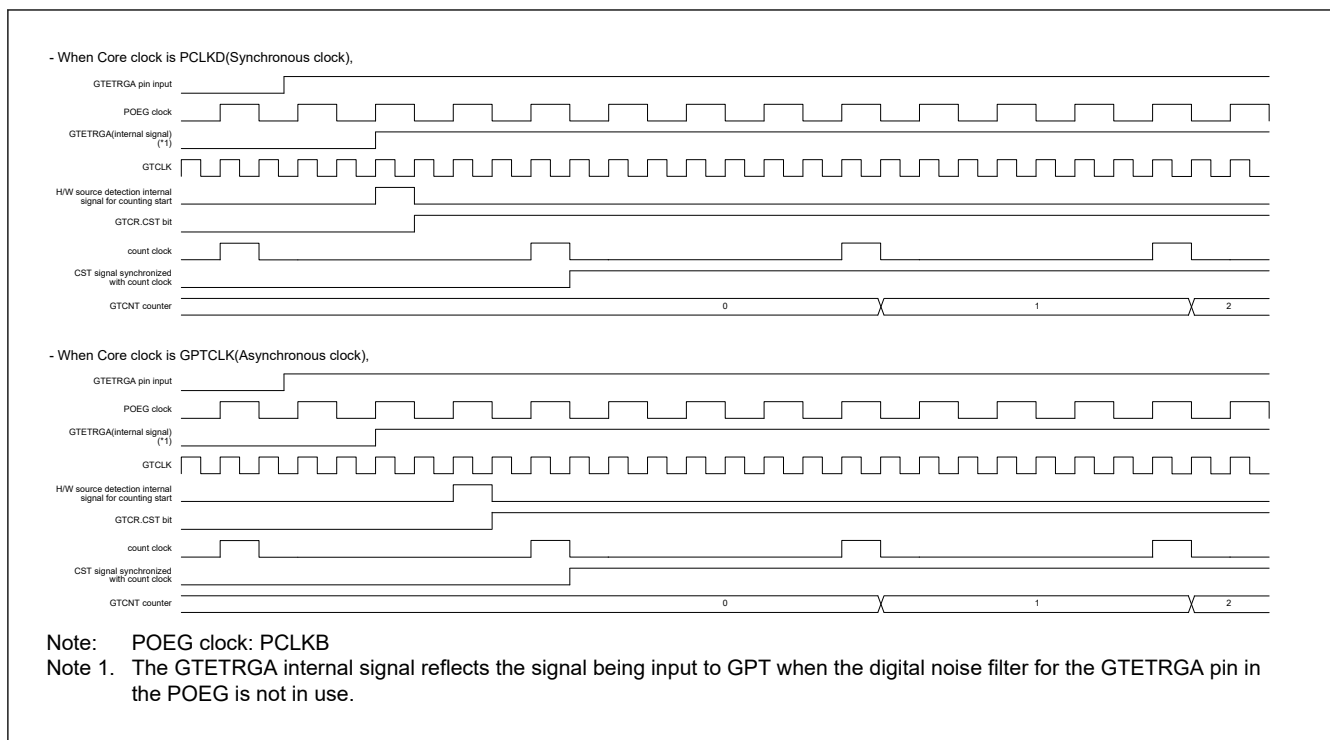 - When Core clock is PCLKD(Synchronous clock),
GTETRGA pin input
POEG clock
GTETRGA(internal signal)
(*1)
GTCLK
H/W source detection internal
signal for counting start
GTCR.CST bit
count clock
CST signal synchronized
with count clock
GTCNT counter
0 1 2
- When Core clock is GPTCLK(Asynchronous clock),
GTETRGA pin input
POEG clock
GTETRGA(internal signal)
(*1)
GTCLK
H/W source detection internal
signal for counting start
GTCR.CST bit
count clock
CST signal synchronized
with count clock
GTCNT counter
0 1 2
Note: POEG clock: PCLKB
Note 1. The GTETRGA internal signal reflects the signal being input to GPT when the digital noise filter for the GTETRGA pin in
the POEG is not in use.